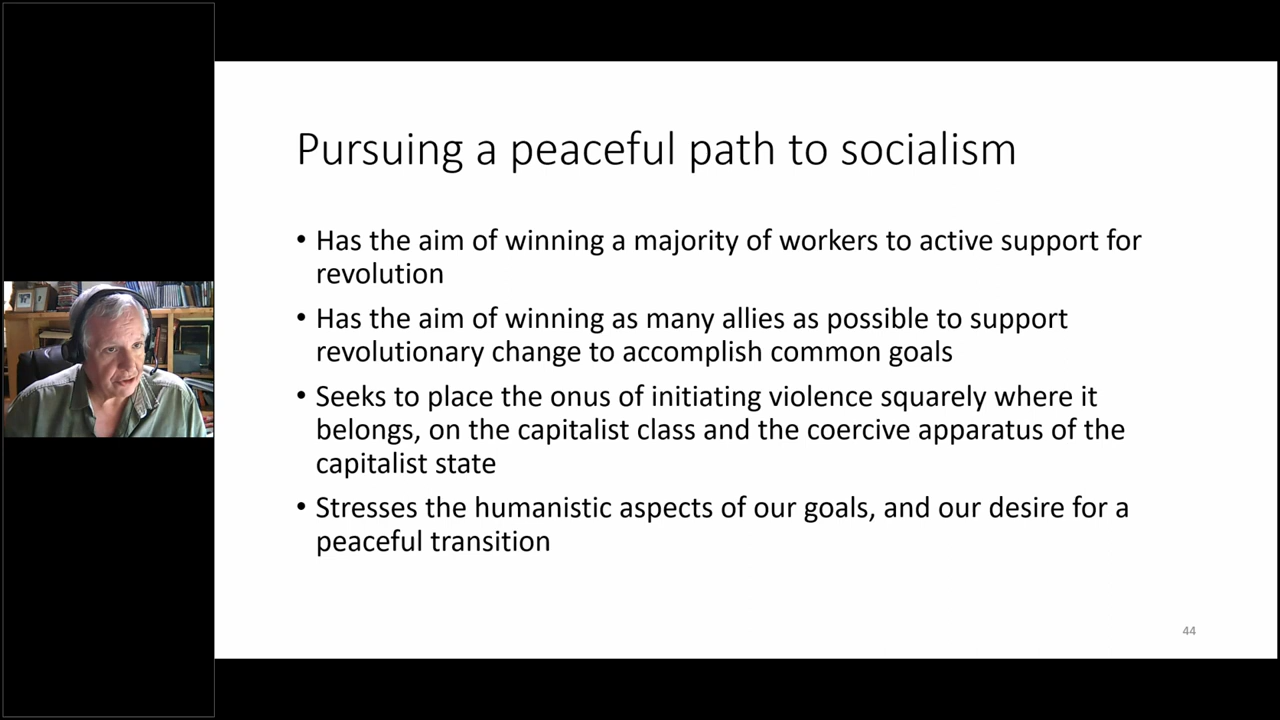 Pursuing a peaceful path to socialism
• Has the aim of winning a majority of workers to active support for
revolution
• Has the aim of winning as many allies as possible to support
revolutionary change to accomplish common goals
• Seeks to place the onus of initiating violence squarely where it
belongs, on the capitalist class and the coercive apparatus of the
capitalist state
• Stresses the humanistic aspects of our goals, and our desire for a
peaceful transition
44